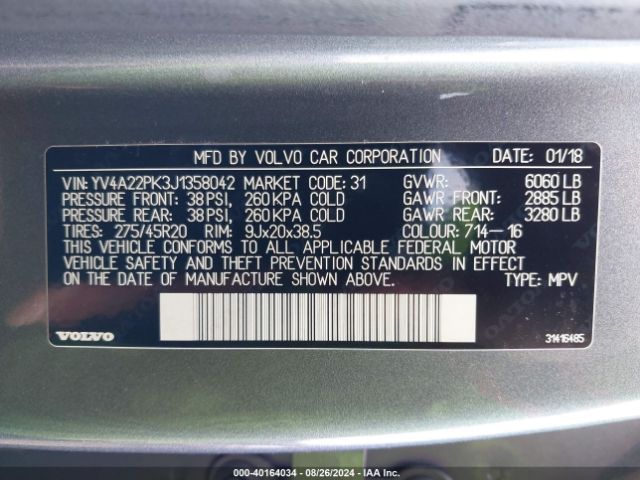 MFD BY VOLVO CAR CORPORATION DATE: 01/18
VIN: YV4A22PK3J1358042 MARKET CODE: 31 GVWR: 6060 LB
PRESSURE FRONT: 38 PSI, 260 KPA COLD GAWR FRONT: 2885 LB
PRESSURE REAR: 38 PSI, 260 KPA COLD GAWR REAR: 3280 LB
TIRES: 275/45R20 RIM: 9Jx20x38.5 COLOUR: 714-16
THIS VEHICLE CONFORMS TO ALL APPLICABLE FEDERAL MOTOR
VEHICLE SAFETY AND THEFT PREVENTION STANDARDS IN EFFECT
ON THE DATE OF MANUFACTURE SHOWN ABOVE. TYPE: MPV
VOLVO 31416485
000-40164034 - 08/26/2024 - IAA Inc.